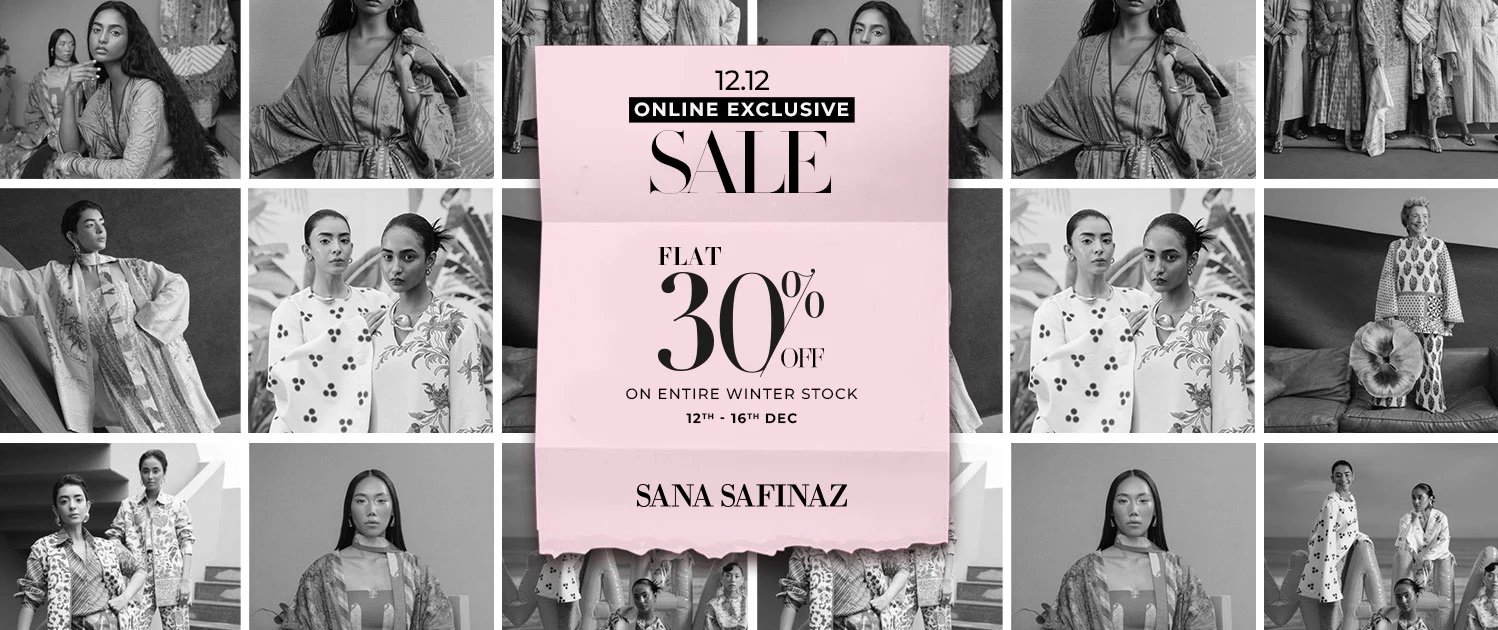 12.12
ONLINE EXCLUSIVE
SALE
FLAT
30%
OFF
ON ENTIRE WINTER STOCK
12TH - 16TH DEC
SANA SAFINAZ